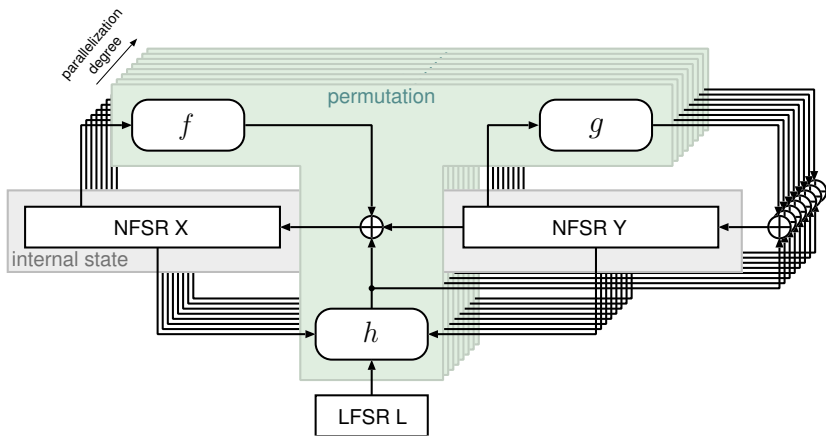 parallelization
degree
permutation
f
g
NFSR X
NFSR Y
internal state
h
LFSR L